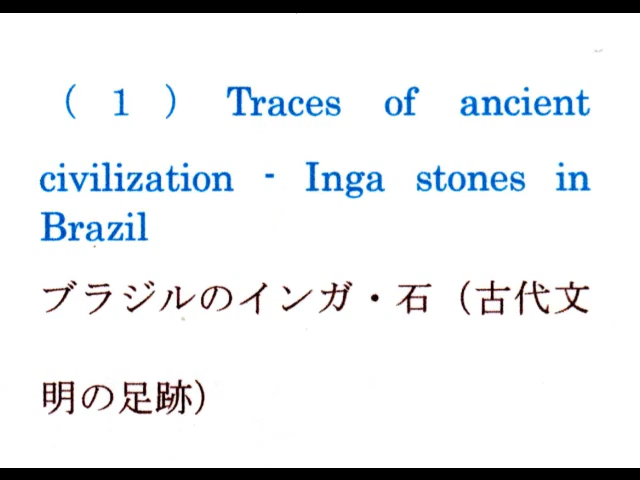 ( 1 ) Traces of ancient
civilization - Inga stones in
Brazil
ブラジルのインガ・石（古代文
明の足跡）